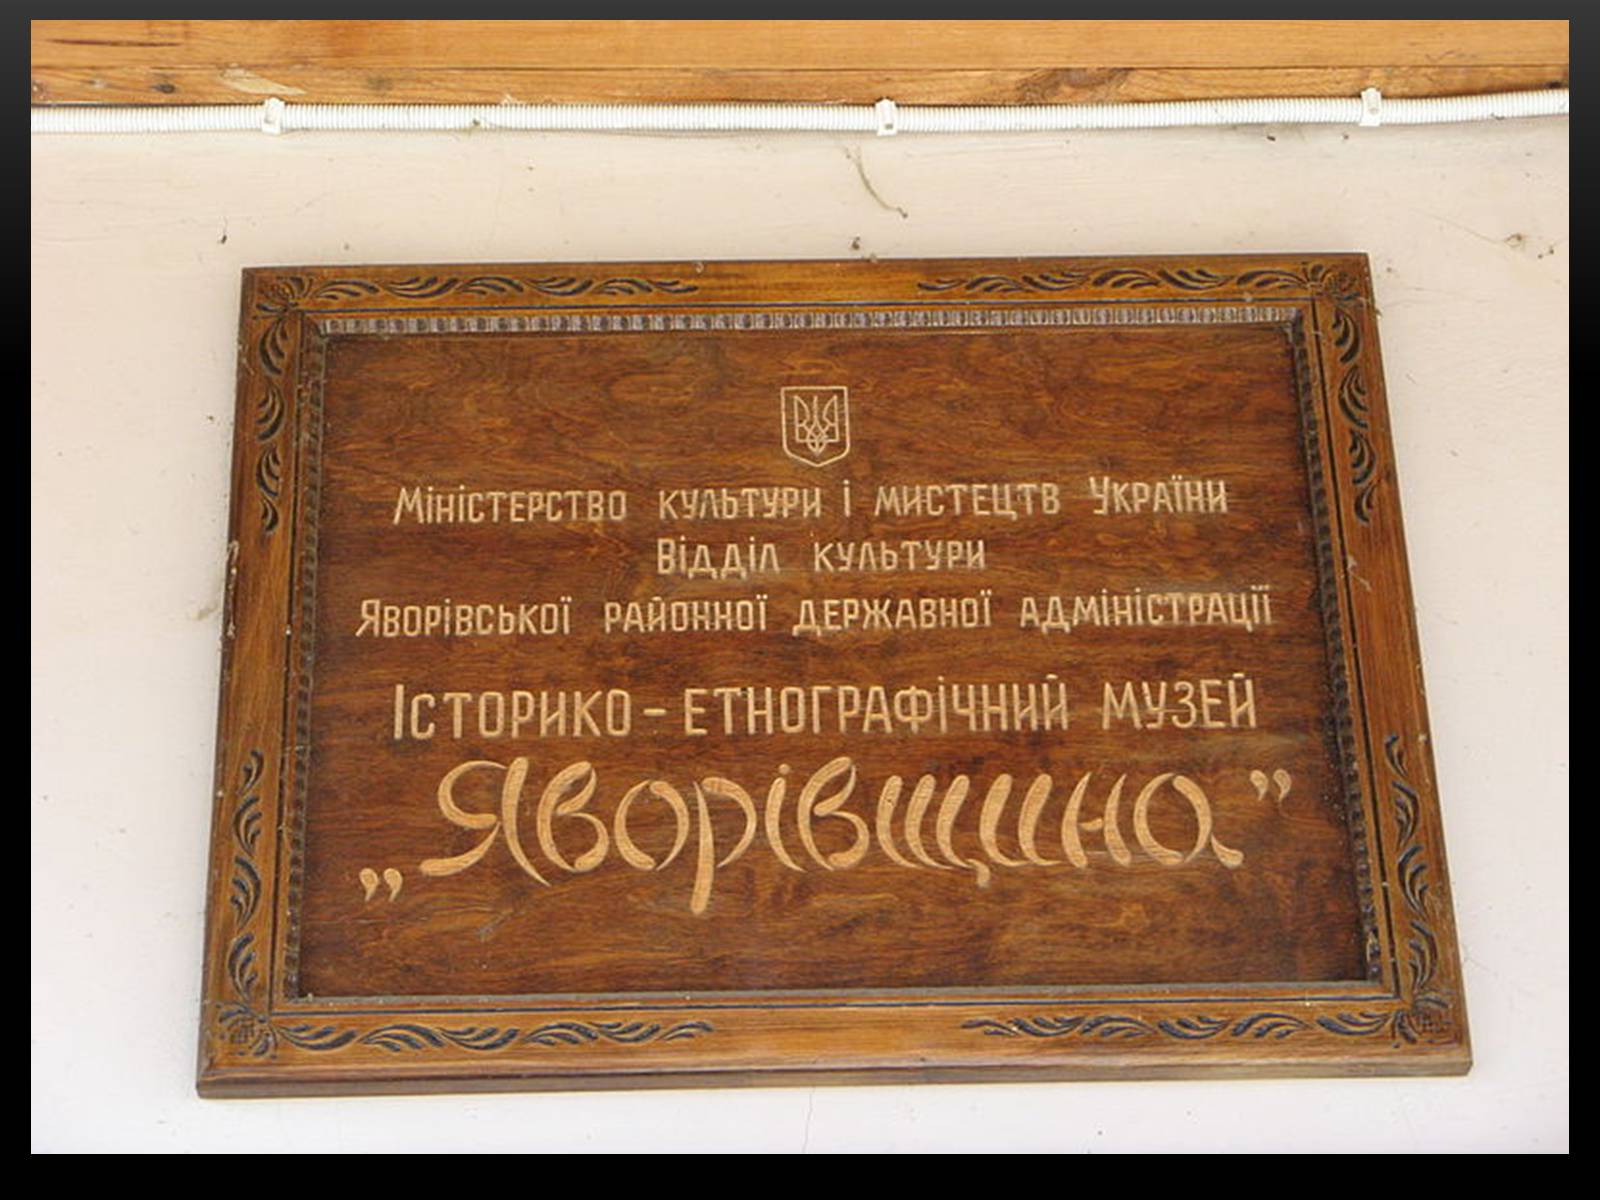 Міністерство культури і мистецтв України
Відділ культури
Яворівської районної державної адміністрації
Історико-етнографічний музей
„Яворівщина”